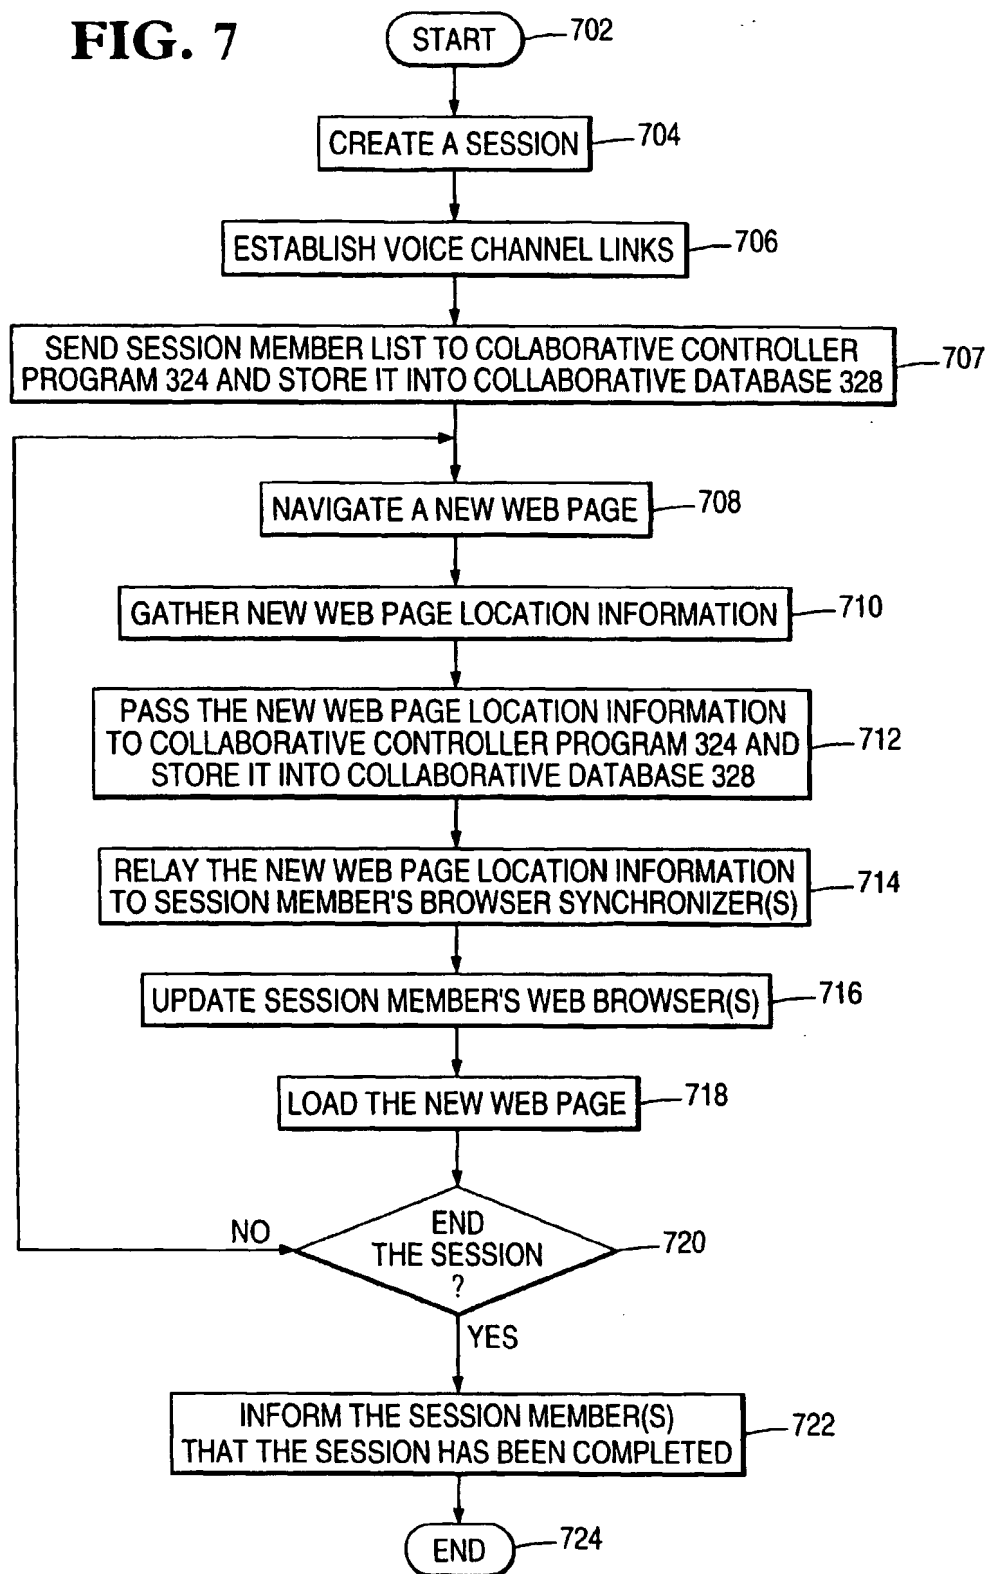 FIG. 7
START
702
CREATE A SESSION
704
ESTABLISH VOICE CHANNEL LINKS
706
SEND SESSION MEMBER LIST TO COLABORATIVE CONTROLLER
PROGRAM 324 AND STORE IT INTO COLLABORATIVE DATABASE 328
707
NAVIGATE A NEW WEB PAGE
708
GATHER NEW WEB PAGE LOCATION INFORMATION
710
PASS THE NEW WEB PAGE LOCATION INFORMATION
TO COLLABORATIVE CONTROLLER PROGRAM 324 AND
STORE IT INTO COLLABORATIVE DATABASE 328
712
RELAY THE NEW WEB PAGE LOCATION INFORMATION
TO SESSION MEMBER'S BROWSER SYNCHRONIZER(S)
714
UPDATE SESSION MEMBER'S WEB BROWSER(S)
716
LOAD THE NEW WEB PAGE
718
NO
END
THE SESSION
?
720
YES
INFORM THE SESSION MEMBER(S)
THAT THE SESSION HAS BEEN COMPLETED
722
END
724